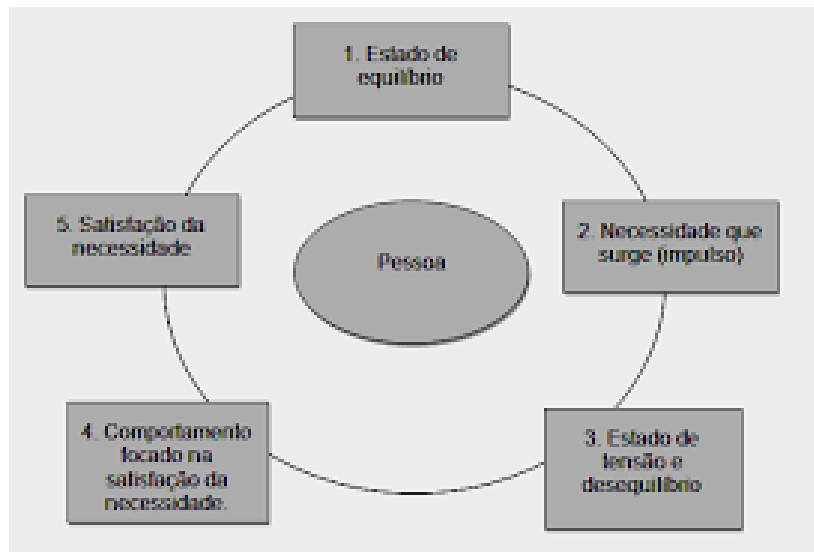 1. Estado de
equilíbrio
2. Necessidade que
surge (impulso)
3. Estado de
tensão e
desequilíbrio
4. Comportamento
focado na
satisfação da
necessidade.
5. Satisfação da
necessidade
Pessoa